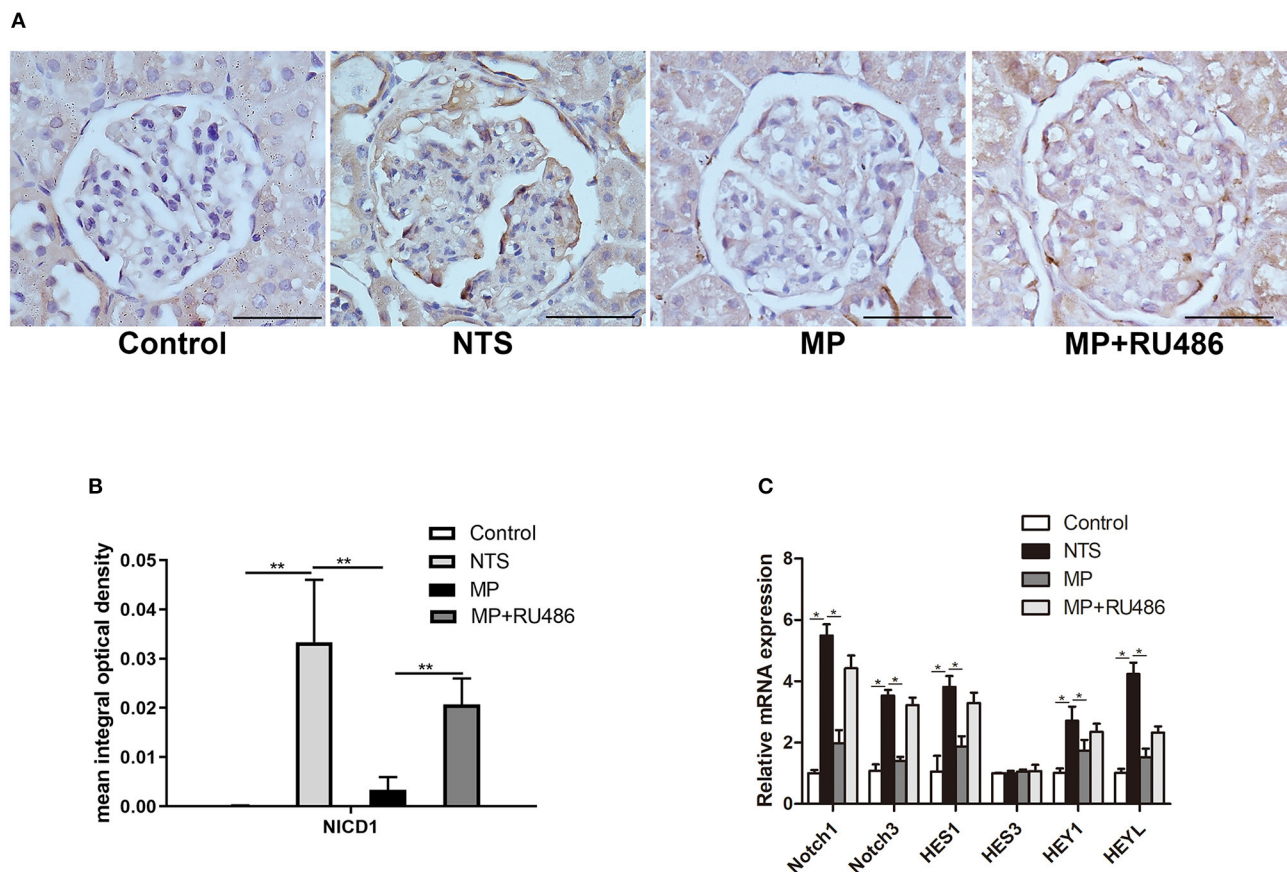 A
Control NTS MP MP+RU486
B
mean integral optical density
0.05
0.04
0.03
0.02
0.01
0.00
** ** **
NICD1
Control
NTS
MP
MP+RU486
C
Relative mRNA expression
8
6
4
2
0
* * * * * * * * * *
Notch1 Notch3 HES1 HES3 HEY1 HEYL
Control
NTS
MP
MP+RU486